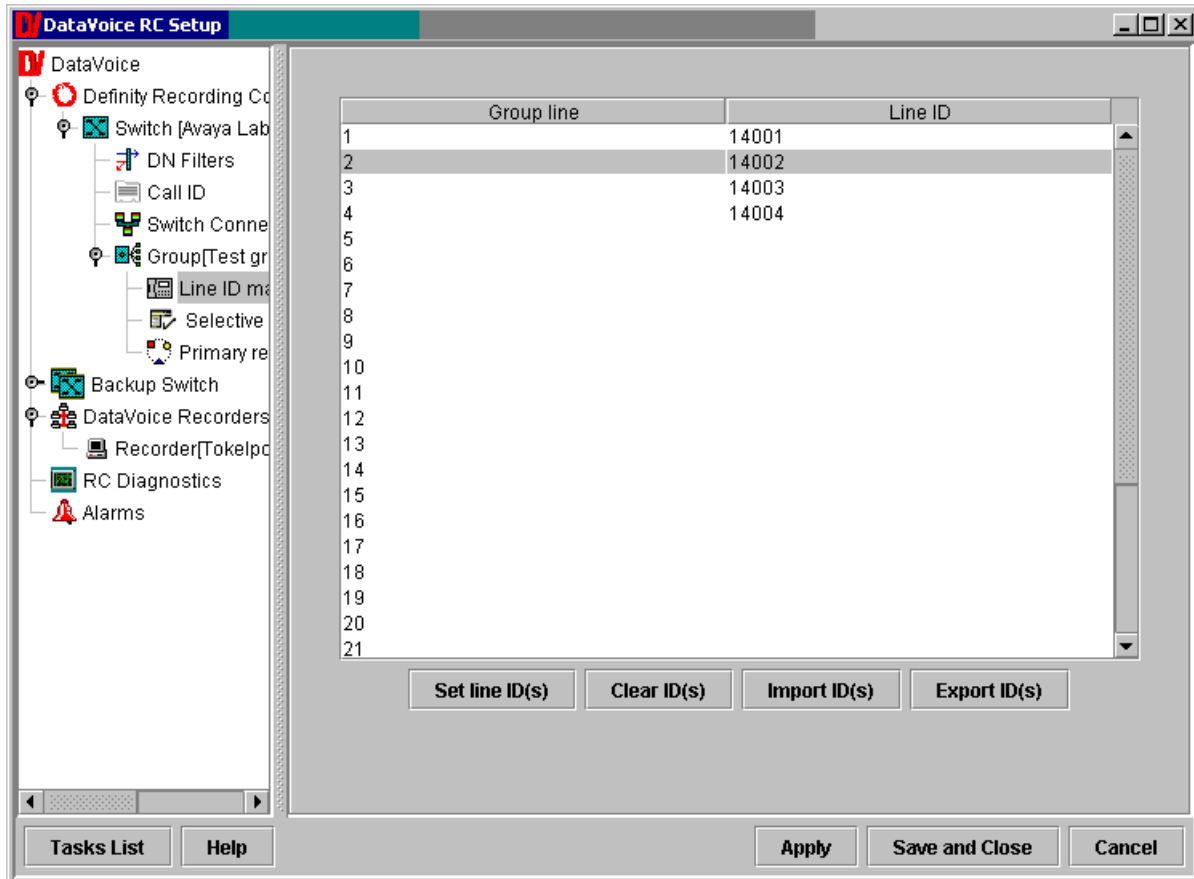 DataVoice RC Setup
DataVoice
Definity Recording Co
Switch [Avaya Lab
DN Filters
Call ID
Switch Conne
Group[Test gr
Line ID ma
Selective
Primary re
Backup Switch
DataVoice Recorders
Recorder[Tokelpo
RC Diagnostics
Alarms
Group line Line ID
1 14001
2 14002
3 14003
4 14004
5
6
7
8
9
10
11
12
13
14
15
16
17
18
19
20
21
Set line ID(s) Clear ID(s) Import ID(s) Export ID(s)
Tasks List Help Apply Save and Close Cancel